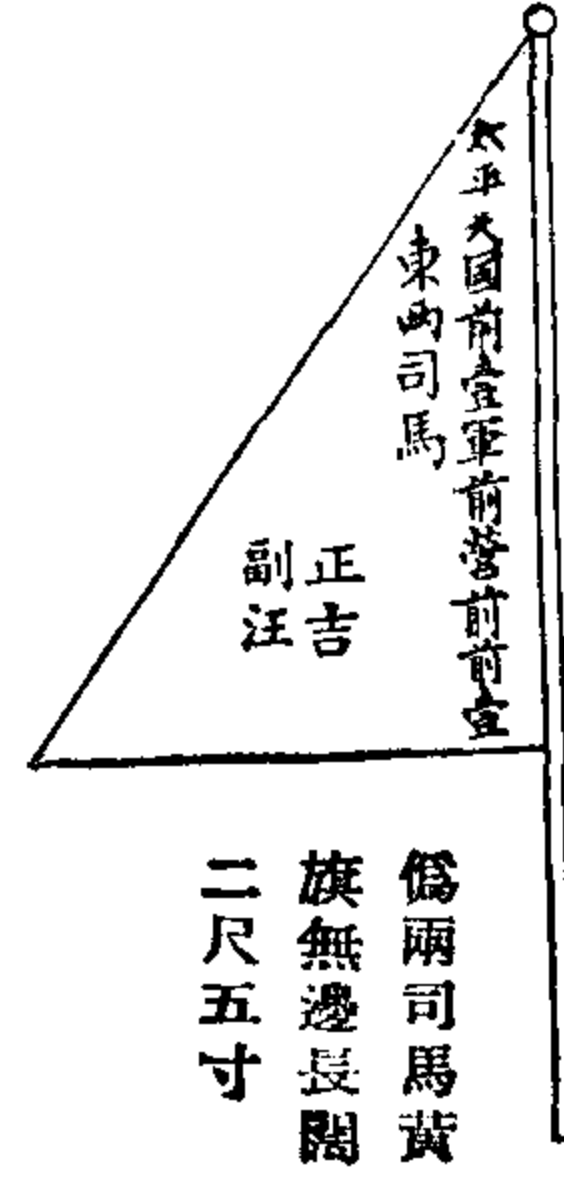 太平天國前壹軍前營前前壹
東兩司馬
正吉
副汪
僞兩司馬黃
旗無邊長闊
二尺五寸